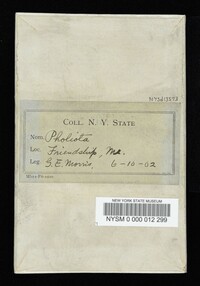 COLL. N. Y. STATE
Nom. Pholiota
Loc. Friendship, Me.
Leg. G. E. Morris, 6-10-02
NEW YORK STATE MUSEUM
NYSM 0 000 012 299